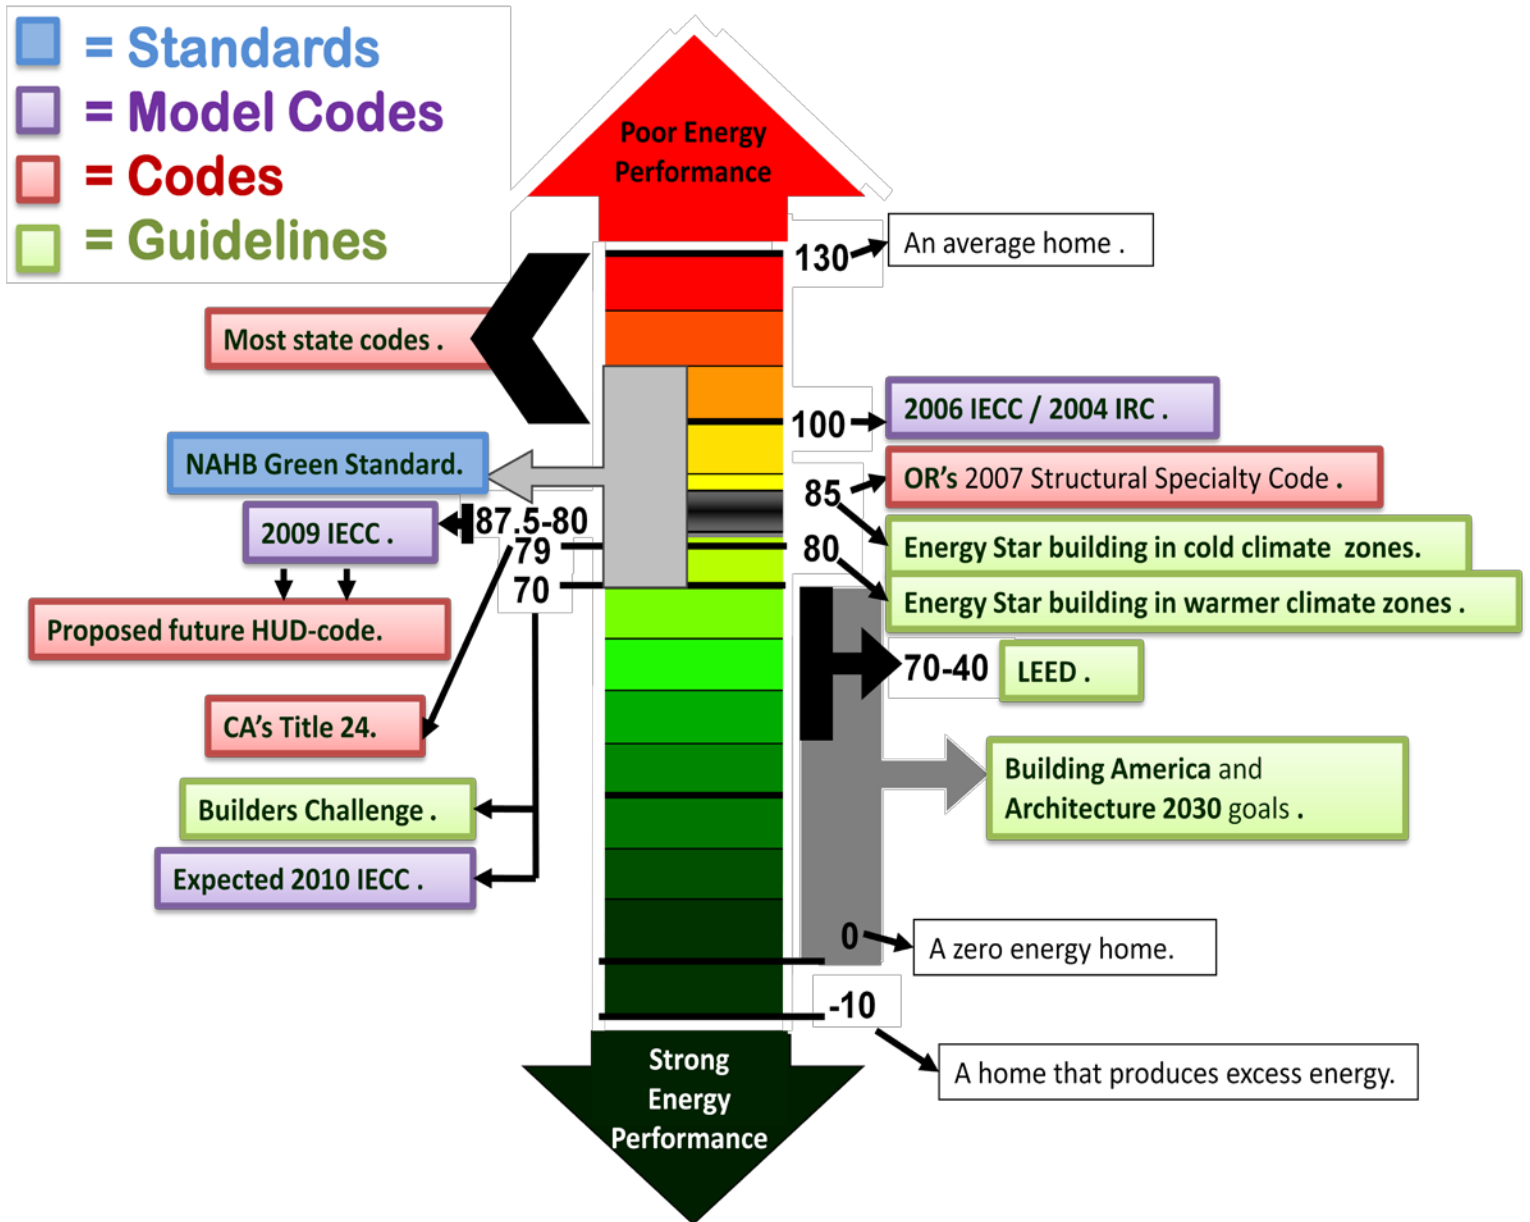 = Standards
= Model Codes
= Codes
= Guidelines
Poor Energy
Performance
130
An average home .
Most state codes .
100
2006 IECC / 2004 IRC .
NAHB Green Standard.
85
OR's 2007 Structural Specialty Code .
87.5-80
2009 IECC .
79
80
Energy Star building in cold climate zones.
70
Energy Star building in warmer climate zones .
Proposed future HUD-code.
70-40
LEED .
CA's Title 24.
Building America and
Architecture 2030 goals .
Builders Challenge .
Expected 2010 IECC .
0
A zero energy home.
-10
A home that produces excess energy.
Strong
Energy
Performance